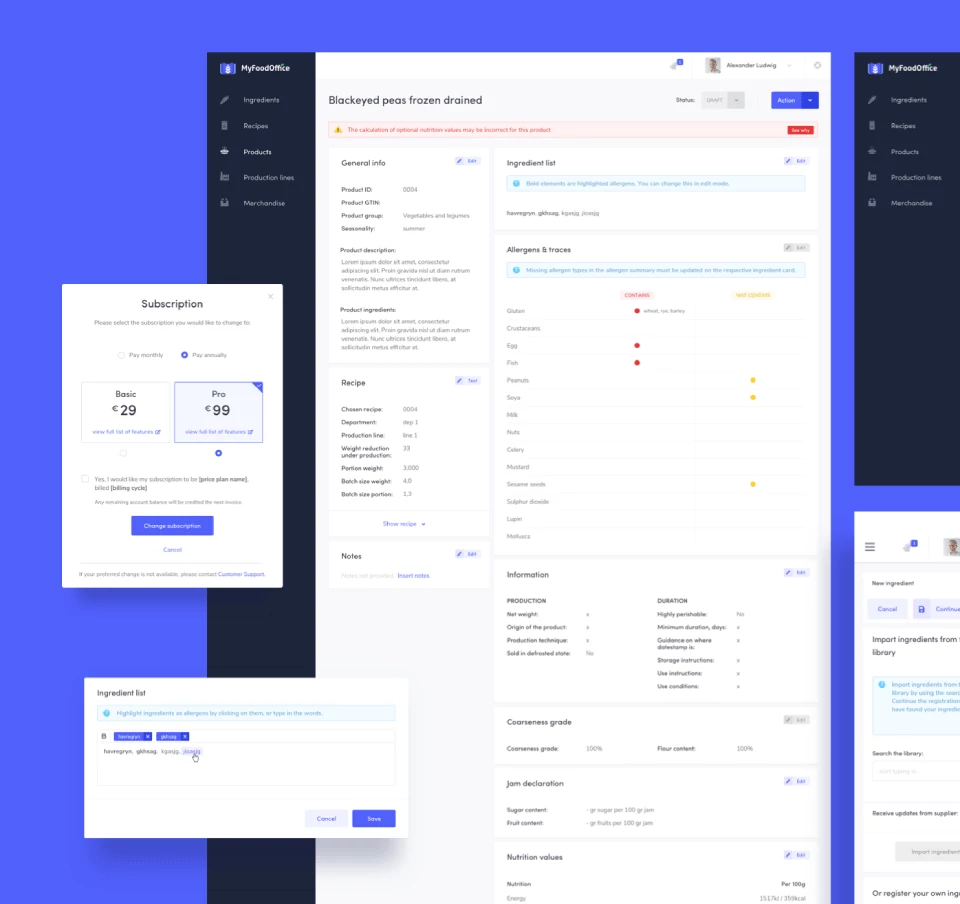 MyFoodOffice
Ingredients
Recipes
Products
Production lines
Merchandise
1
Alexander Ludwig
Blackeyed peas frozen drained
Status:
DRAFT
Action
The calculation of optional nutrition values may be incorrect for this product
See why
General info
Edit
Product ID: 0004
Product GTIN:
Product group: Vegetables and legumes
Seasonality: summer
Product description:
Lorem ipsum dolor sit amet, consectetur
adipiscing elit. Proin gravida nisl ut diam rutrum
venenatis. Nunc ultrices tincidunt libero, at
sollicitudin metus efficitur at.
Product ingredients:
Lorem ipsum dolor sit amet, consectetur
adipiscing elit. Proin gravida nisl ut diam rutrum
venenatis. Nunc ultrices tincidunt libero, at
sollicitudin metus efficitur at.
Recipe
Text
Chosen recipe: 0004
Department: dep 1
Production line: line 1
Weight reduction
under production: 33
Portion weight: 3,000
Batch size weight: 4,0
Batch size portion: 1,3
Show recipe
Notes
Edit
Notes not provided. Insert notes
Ingredient list
Edit
Bold elements are highlighted allergens. You can change this in edit mode.
havregryn, gkhsag, kgasjg, jsoasjg
Allergens & traces
Edit
Missing allergen types in the allergen summary must be updated on the respective ingredient card.
CONTAINS
MAY CONTAIN
Gluten
wheat, rye, barley
Crustaceans
Egg
Fish
Peanuts
Soya
Milk
Nuts
Celery
Mustard
Sesame seeds
Sulphur dioxide
Lupin
Mollusca
Information
Edit
PRODUCTION
Net weight: x
Origin of the product: x
Production technique: x
Sold in defrosted state: No
DURATION
Highly perishable: No
Minimum duration, days: x
Guidance on where
datestamp is: x
Storage instructions: x
Use instructions: x
Use conditions: x
Coarseness grade
Edit
Coarseness grade: 100%
Flour content: 100%
Jam declaration
Edit
Sugar content: - gr sugar per 100 gr jam
Fruit content: - gr fruits per 100 gr jam
Nutrition values
Edit
Nutrition
Per 100g
Energy
1517kJ / 359kcal
Subscription
Please select the subscription you would like to change to:
Pay monthly
Pay annually
Basic
€ 29
view full list of features
Pro
€ 99
view full list of features
Yes, I would like my subscription to be [price plan name],
billed [billing cycle]
Any remaining account balance will be credited the next invoice.
Change subscription
Cancel
If your preferred change is not available, please contact Customer Support.
Ingredient list
Highlight ingredients as allergens by clicking on them, or type in the words.
B
havregryn x
gkhsag x
havregryn, gkhsag, kgasjg, jsoasjg
Cancel
Save
MyFoodOffice
Ingredients
Recipes
Products
Production lines
Merchandise
1
New ingredient
Cancel
Continue
Import ingredients from
library
Import ingredients from
library by using the sear
Continue the registration
have found your ingredie
Search the library:
start typing in...
Receive updates from supplier:
Import ingredient
Or register your own ing